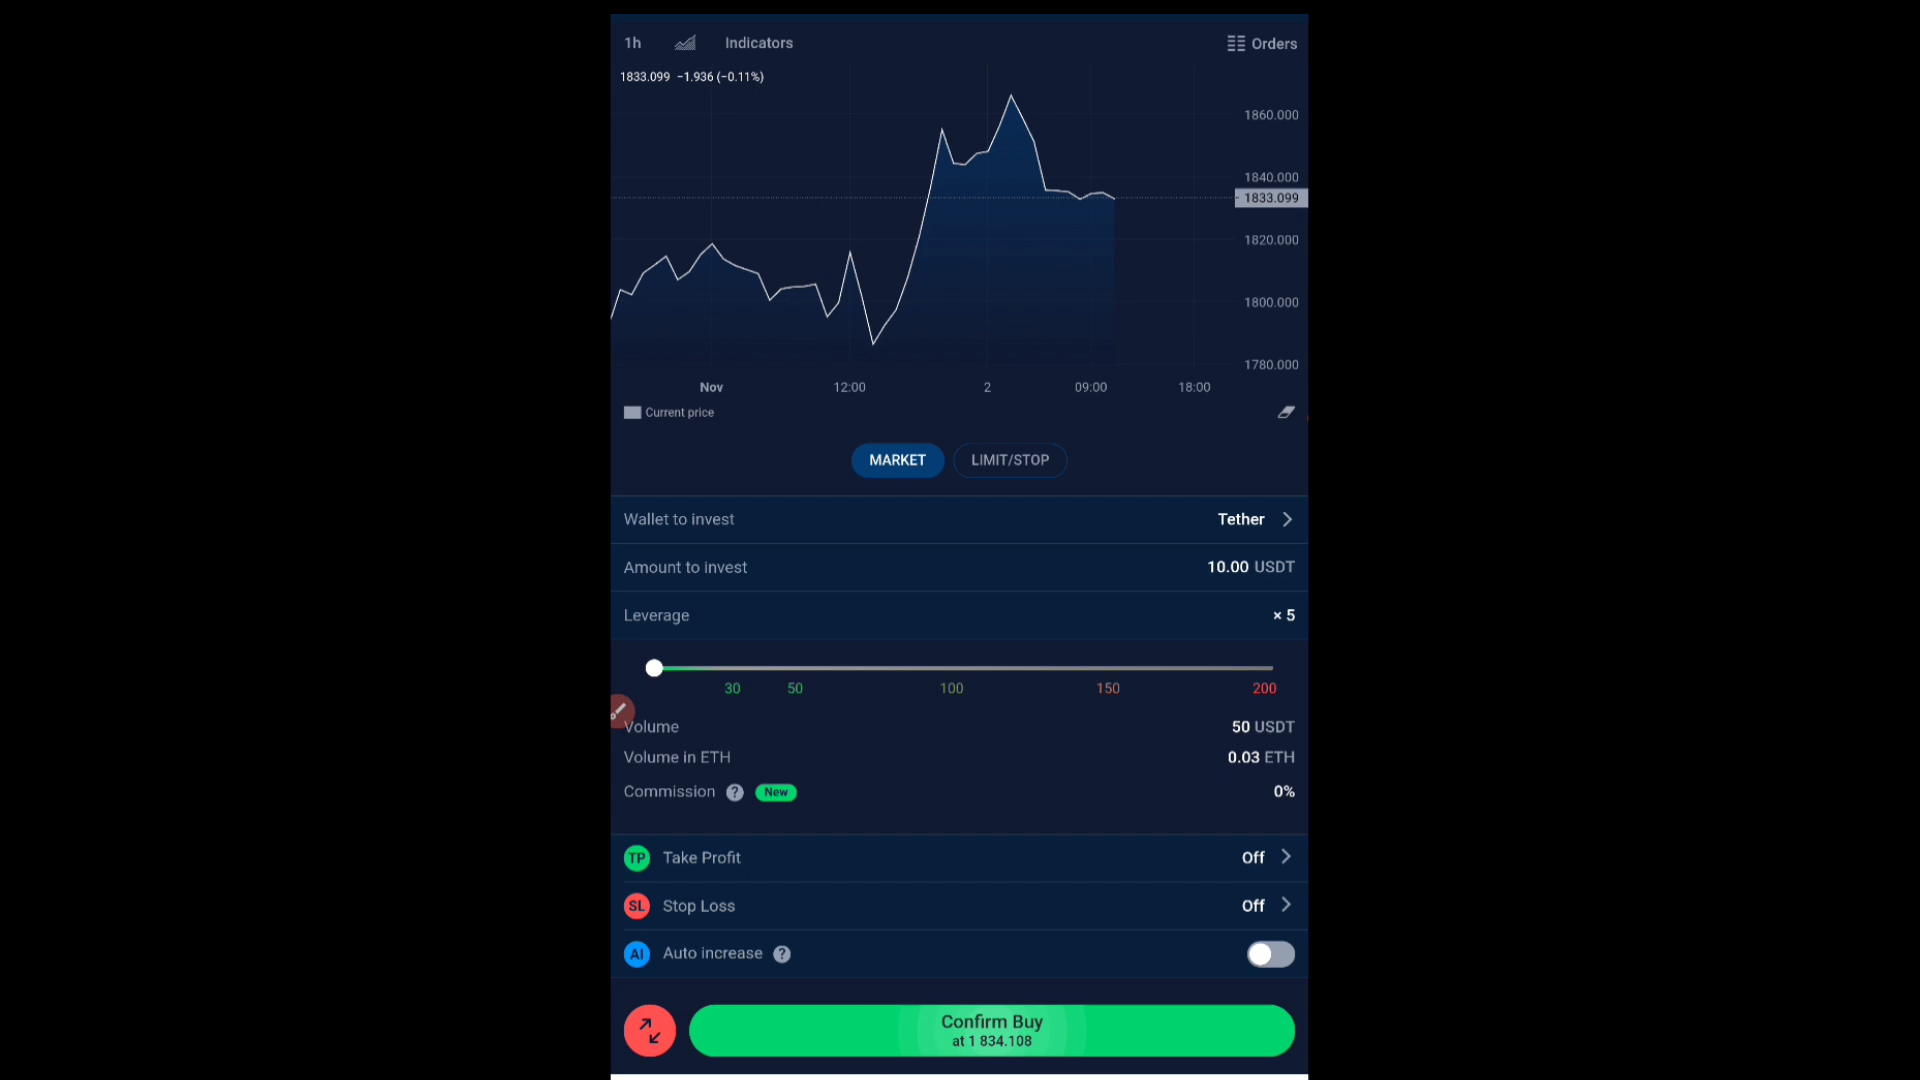 1h Indicators Orders
1833.099 −1.936 (−0.11%)
1860.000
1840.000
1833.099
1820.000
1800.000
1780.000
Nov 12:00 2 09:00 18:00
Current price
MARKET LIMIT/STOP
Wallet to invest Tether
Amount to invest 10.00 USDT
Leverage × 5
30 50 100 150 200
Volume 50 USDT
Volume in ETH 0.03 ETH
Commission ? New 0%
TP Take Profit Off
SL Stop Loss Off
AI Auto increase ?
Confirm Buy
at 1 834.108